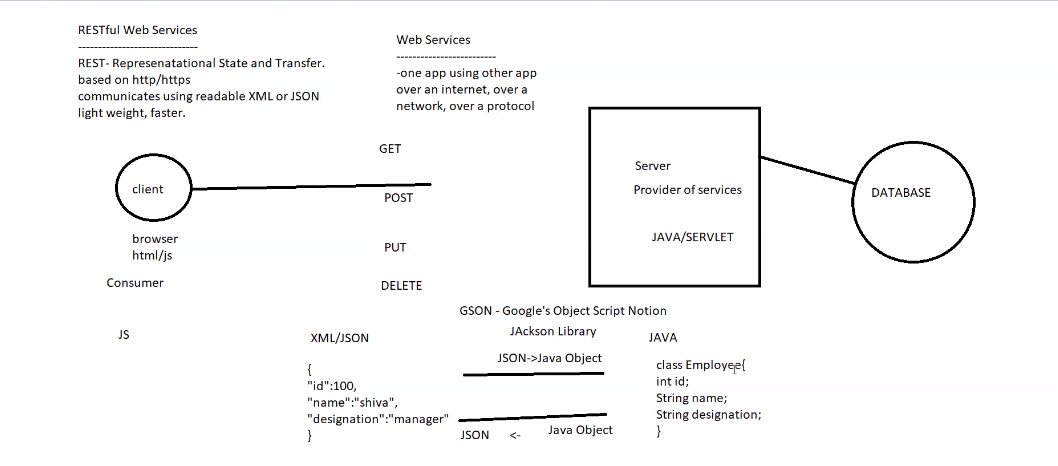 RESTful Web Services
------------------------------
REST- Represenatational State and Transfer.
based on http/https
communicates using readable XML or JSON
light weight, faster.
Web Services
-------------------------
-one app using other app
over an internet, over a
network, over a protocol
GET
client
POST
browser
html/js
PUT
Consumer
DELETE
Server
Provider of services
JAVA/SERVLET
DATABASE
GSON - Google's Object Script Notion
JAckson Library
JS
XML/JSON
JAVA
JSON->Java Object
{
"id":100,
"name":"shiva",
"designation":"manager"
}
class Employee{
int id;
String name;
String designation;
}
JSON <- Java Object